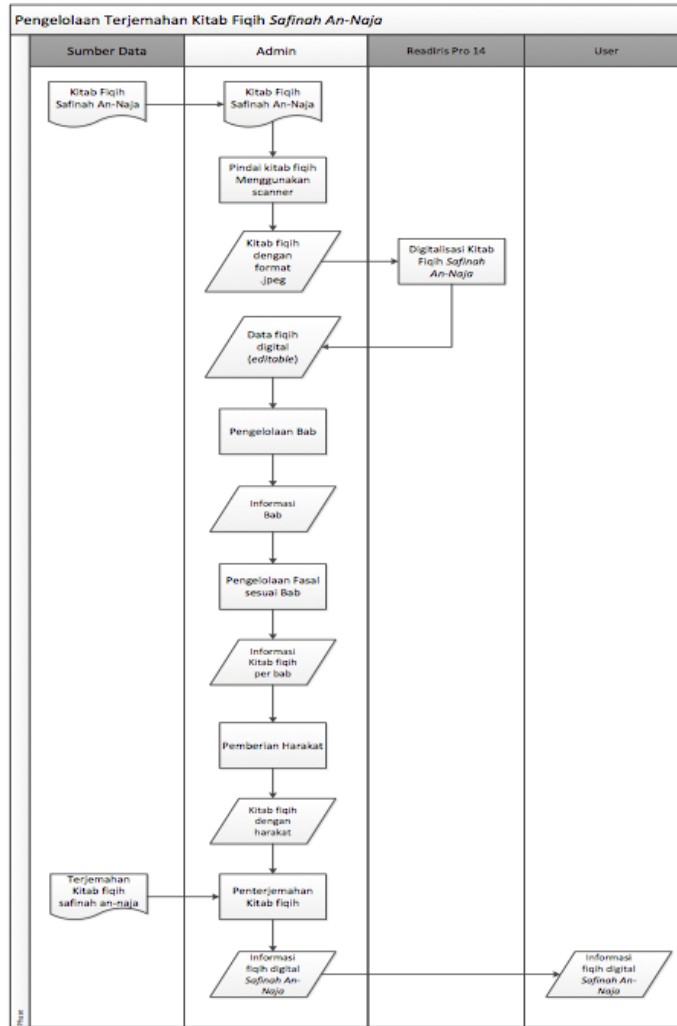 Pengelolaan Terjemahan Kitab Fiqih Safinah An-Naja
Sumber Data
Admin
Readiris Pro 14
User
Kitab Fiqih
Safinah An-Naja
Kitab Fiqih
Safinah An-Naja
Pindai kitab fiqih
Menggunakan
scanner
Kitab fiqih
dengan
format
.jpeg
Digitalisasi Kitab
Fiqih Safinah
An-Naja
Data fiqih
digital
(editable)
Pengelolaan Bab
Informasi
Bab
Pengelolaan Fasal
sesuai Bab
Informasi
Kitab fiqih
per bab
Pemberian Harakat
Kitab fiqih
dengan
harakat
Terjemahan
Kitab fiqih
safinah an-naja
Penterjemahan
Kitab fiqih
Informasi
fiqih digital
Safinah An-
Naja
Informasi
fiqih digital
Safinah An-
Naja
Phase